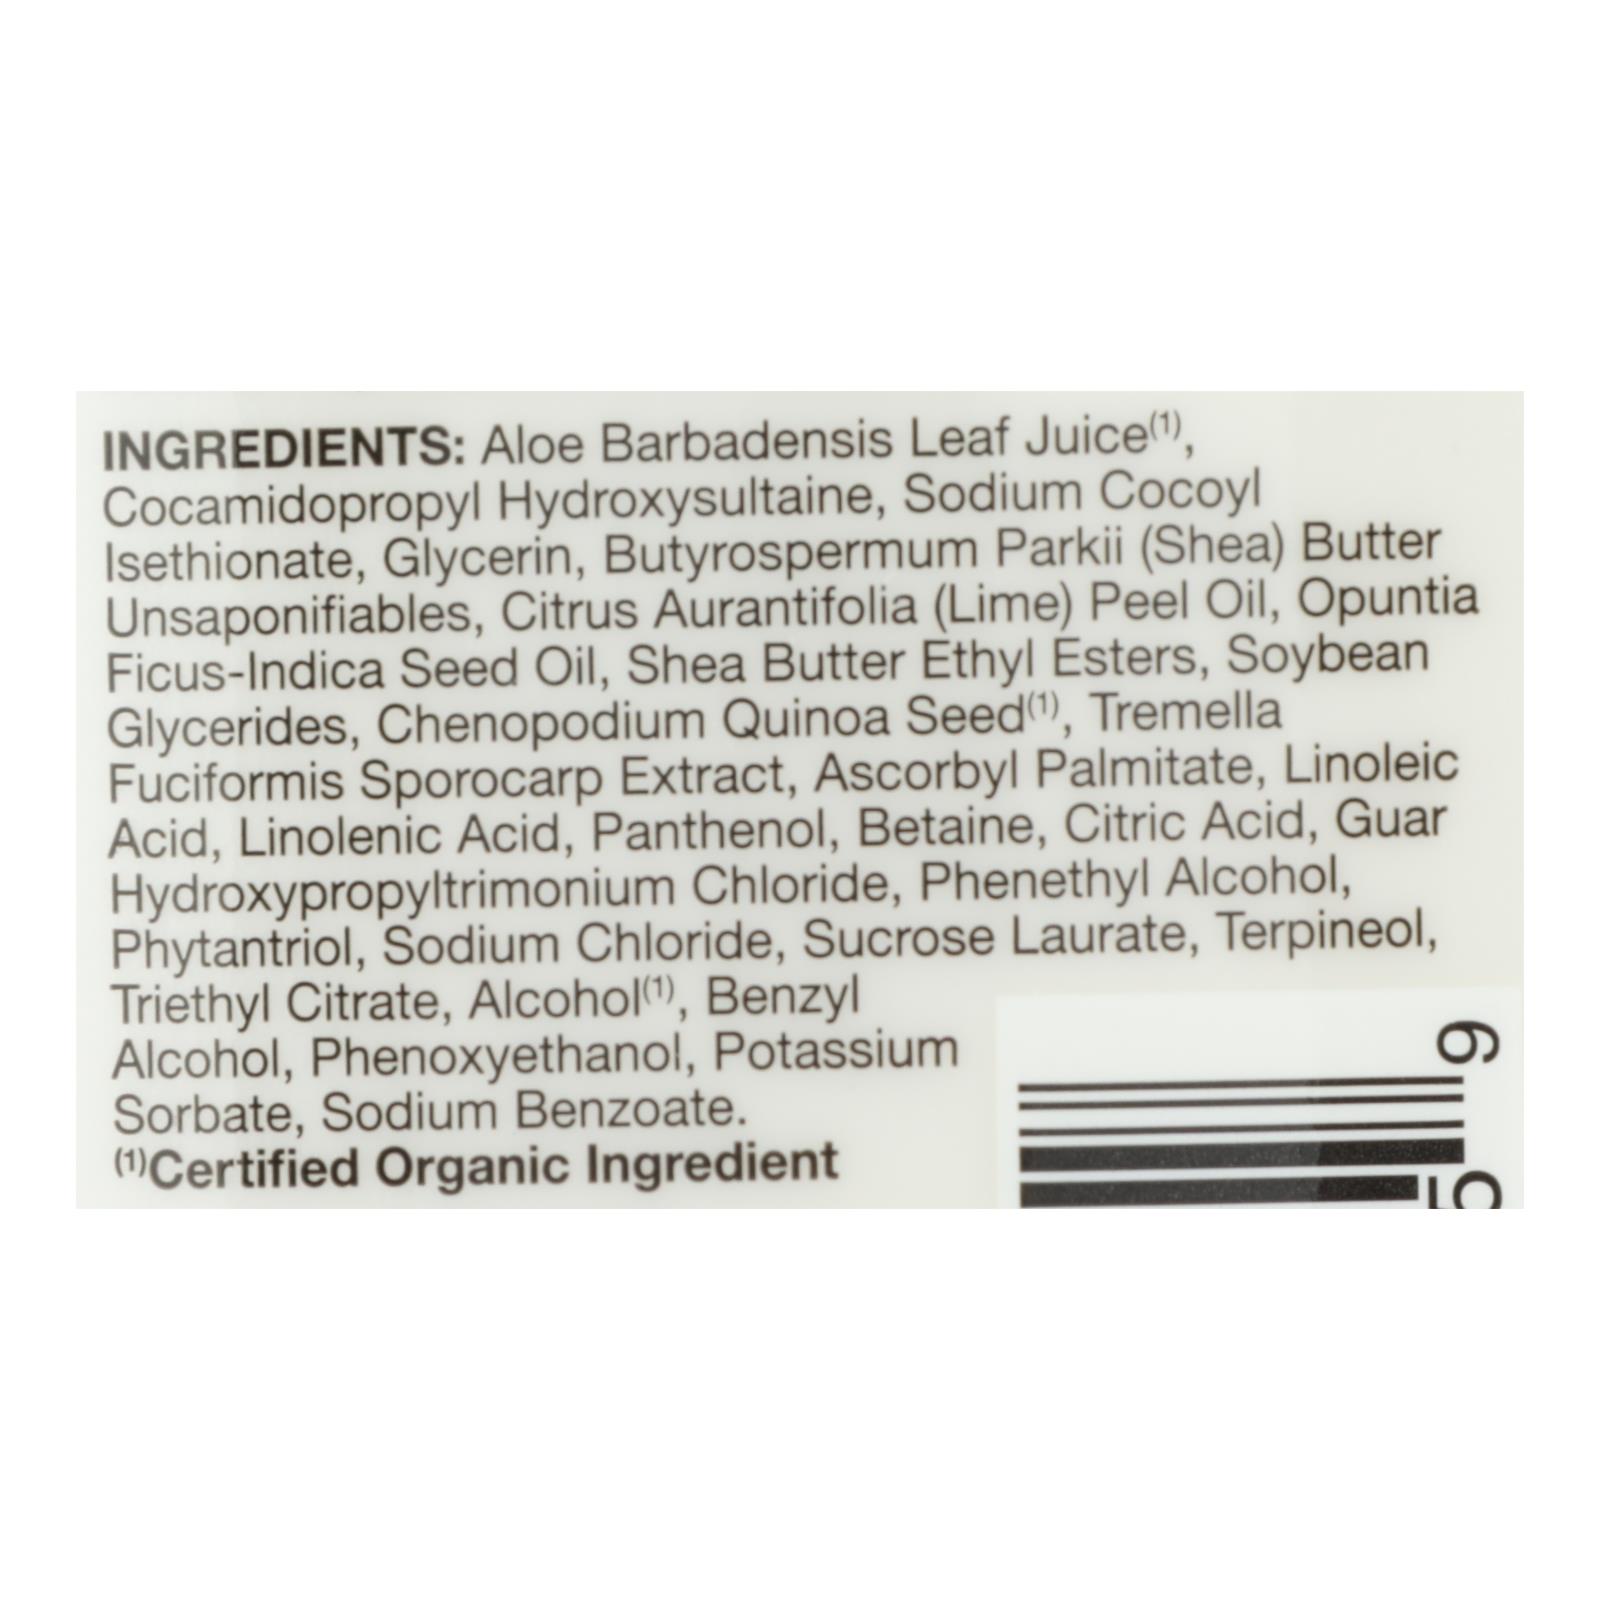 INGREDIENTS: Aloe Barbadensis Leaf Juice(1),
Cocamidopropyl Hydroxysultaine, Sodium Cocoyl
Isethionate, Glycerin, Butyrospermum Parkii (Shea) Butter
Unsaponifiables, Citrus Aurantifolia (Lime) Peel Oil, Opuntia
Ficus-Indica Seed Oil, Shea Butter Ethyl Esters, Soybean
Glycerides, Chenopodium Quinoa Seed(1), Tremella
Fuciformis Sporocarp Extract, Ascorbyl Palmitate, Linoleic
Acid, Linolenic Acid, Panthenol, Betaine, Citric Acid, Guar
Hydroxypropyltrimonium Chloride, Phenethyl Alcohol,
Phytantriol, Sodium Chloride, Sucrose Laurate, Terpineol,
Triethyl Citrate, Alcohol(1), Benzyl
Alcohol, Phenoxyethanol, Potassium
Sorbate, Sodium Benzoate.
(1)Certified Organic Ingredient
6